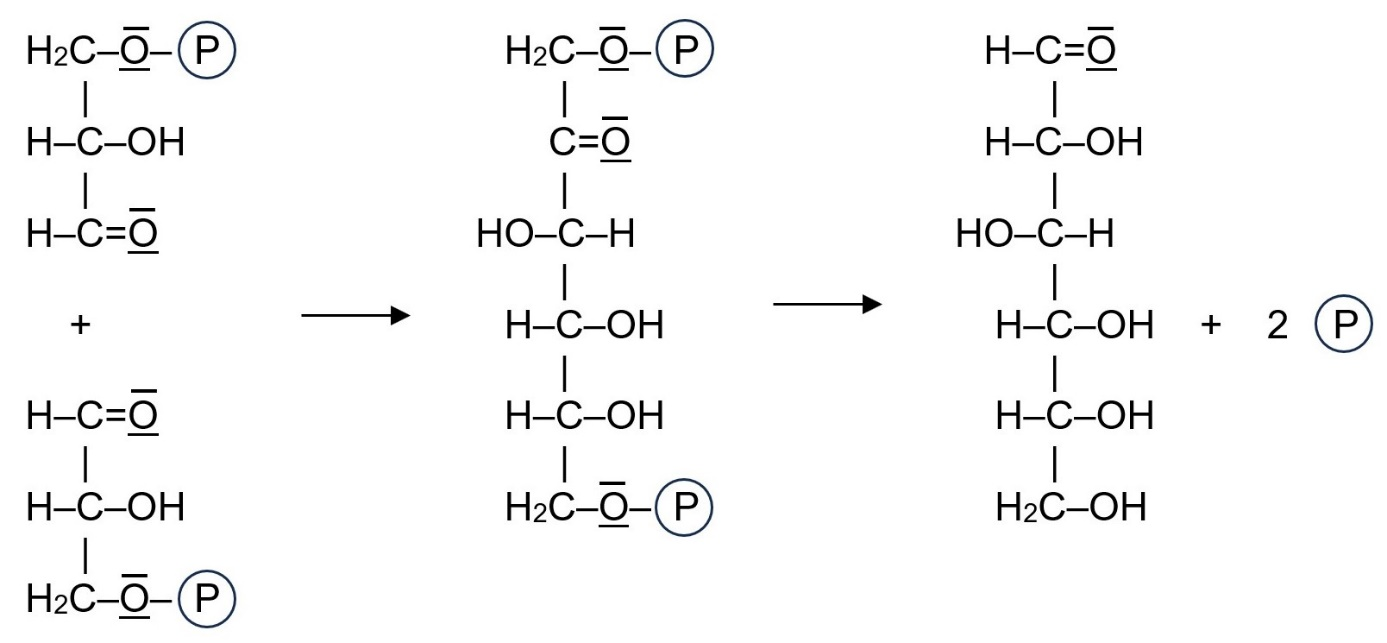 H2C–O–P
|
H–C–OH
|
H–C=O
+
H–C=O
|
H–C–OH
|
H2C–O–P
H2C–O–P
|
C=O
|
HO–C–H
|
H–C–OH
|
H–C–OH
|
H2C–O–P
H–C=O
|
H–C–OH
|
HO–C–H
|
H–C–OH + 2 P
|
H–C–OH
|
H2C–OH